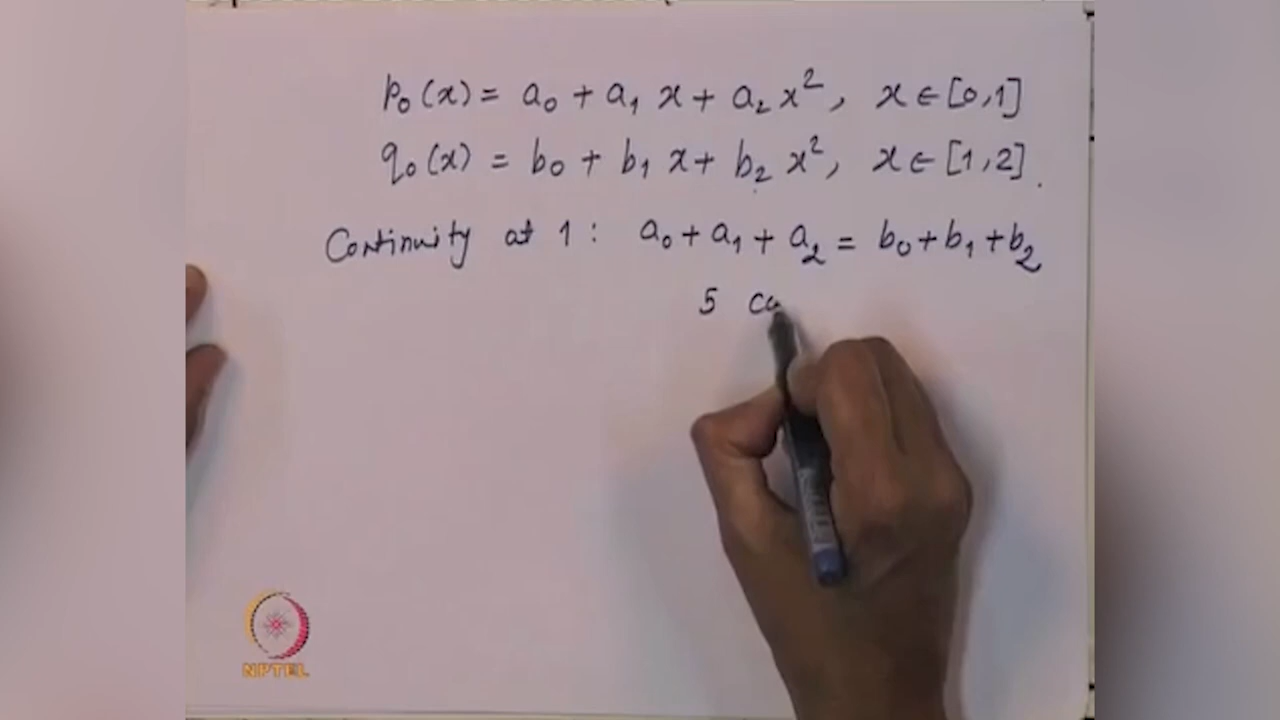 p₀(x) = a₀ + a₁ x + a₂ x², x ∈ [0,1]
q₀(x) = b₀ + b₁ x + b₂ x², x ∈ [1,2].
Continuity at 1 : a₀ + a₁ + a₂ = b₀ + b₁ + b₂
5
NPTEL